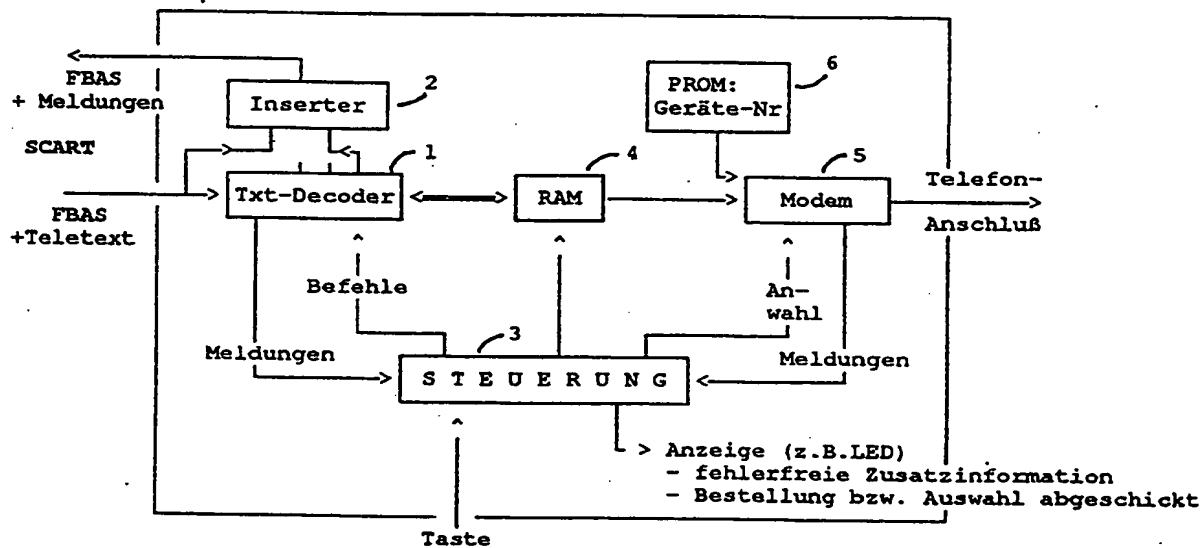 FBAS
+ Meldungen
SCART
FBAS
+Teletext
Inserter
2
Txt-Decoder
1
RAM
4
PROM:
Geräte-Nr
6
Modem
5
Telefon-
Anschluß
Befehle
An-
wahl
Meldungen
Meldungen
3
S T E U E R U N G
Anzeige (z.B.LED)
- fehlerfreie Zusatzinformation
- Bestellung bzw. Auswahl abgeschickt
Taste